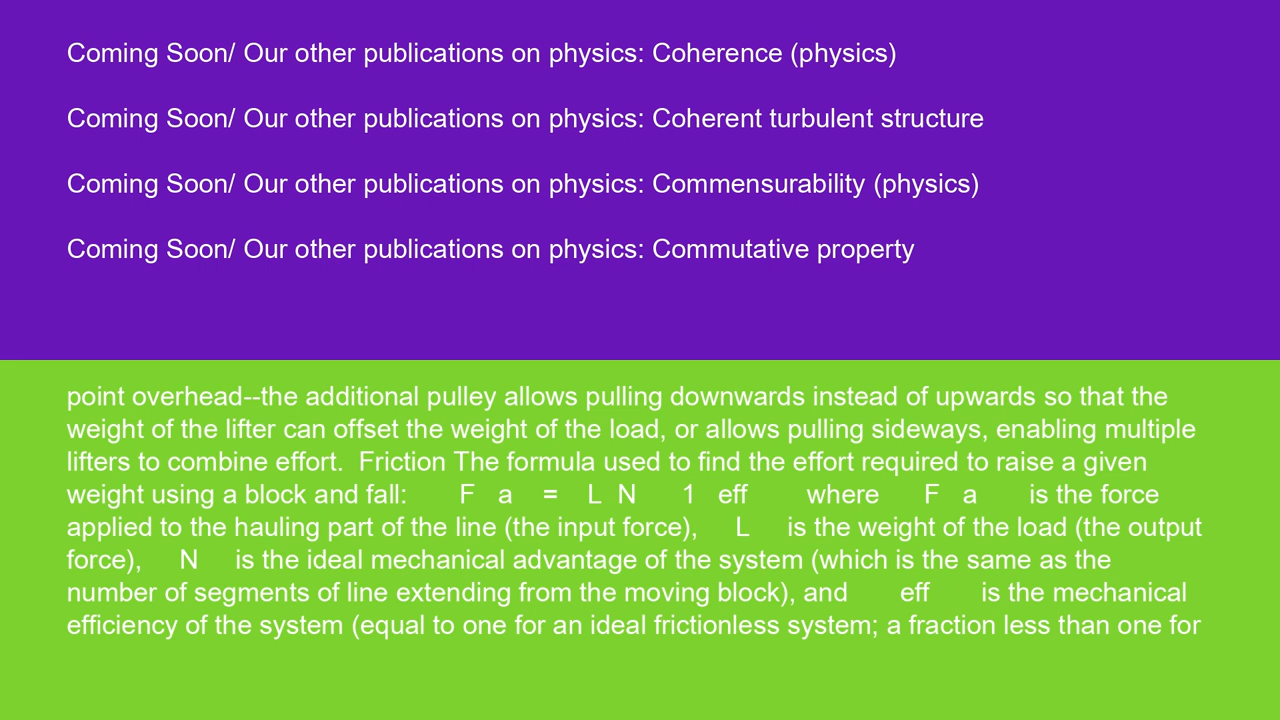 Coming Soon/ Our other publications on physics: Coherence (physics)
Coming Soon/ Our other publications on physics: Coherent turbulent structure
Coming Soon/ Our other publications on physics: Commensurability (physics)
Coming Soon/ Our other publications on physics: Commutative property
point overhead--the additional pulley allows pulling downwards instead of upwards so that the
weight of the lifter can offset the weight of the load, or allows pulling sideways, enabling multiple
lifters to combine effort.  Friction The formula used to find the effort required to raise a given
weight using a block and fall:       F   a    =    L  N      1   eff        where      F   a       is the force
applied to the hauling part of the line (the input force),     L     is the weight of the load (the output
force),     N     is the ideal mechanical advantage of the system (which is the same as the
number of segments of line extending from the moving block), and       eff       is the mechanical
efficiency of the system (equal to one for an ideal frictionless system; a fraction less than one for